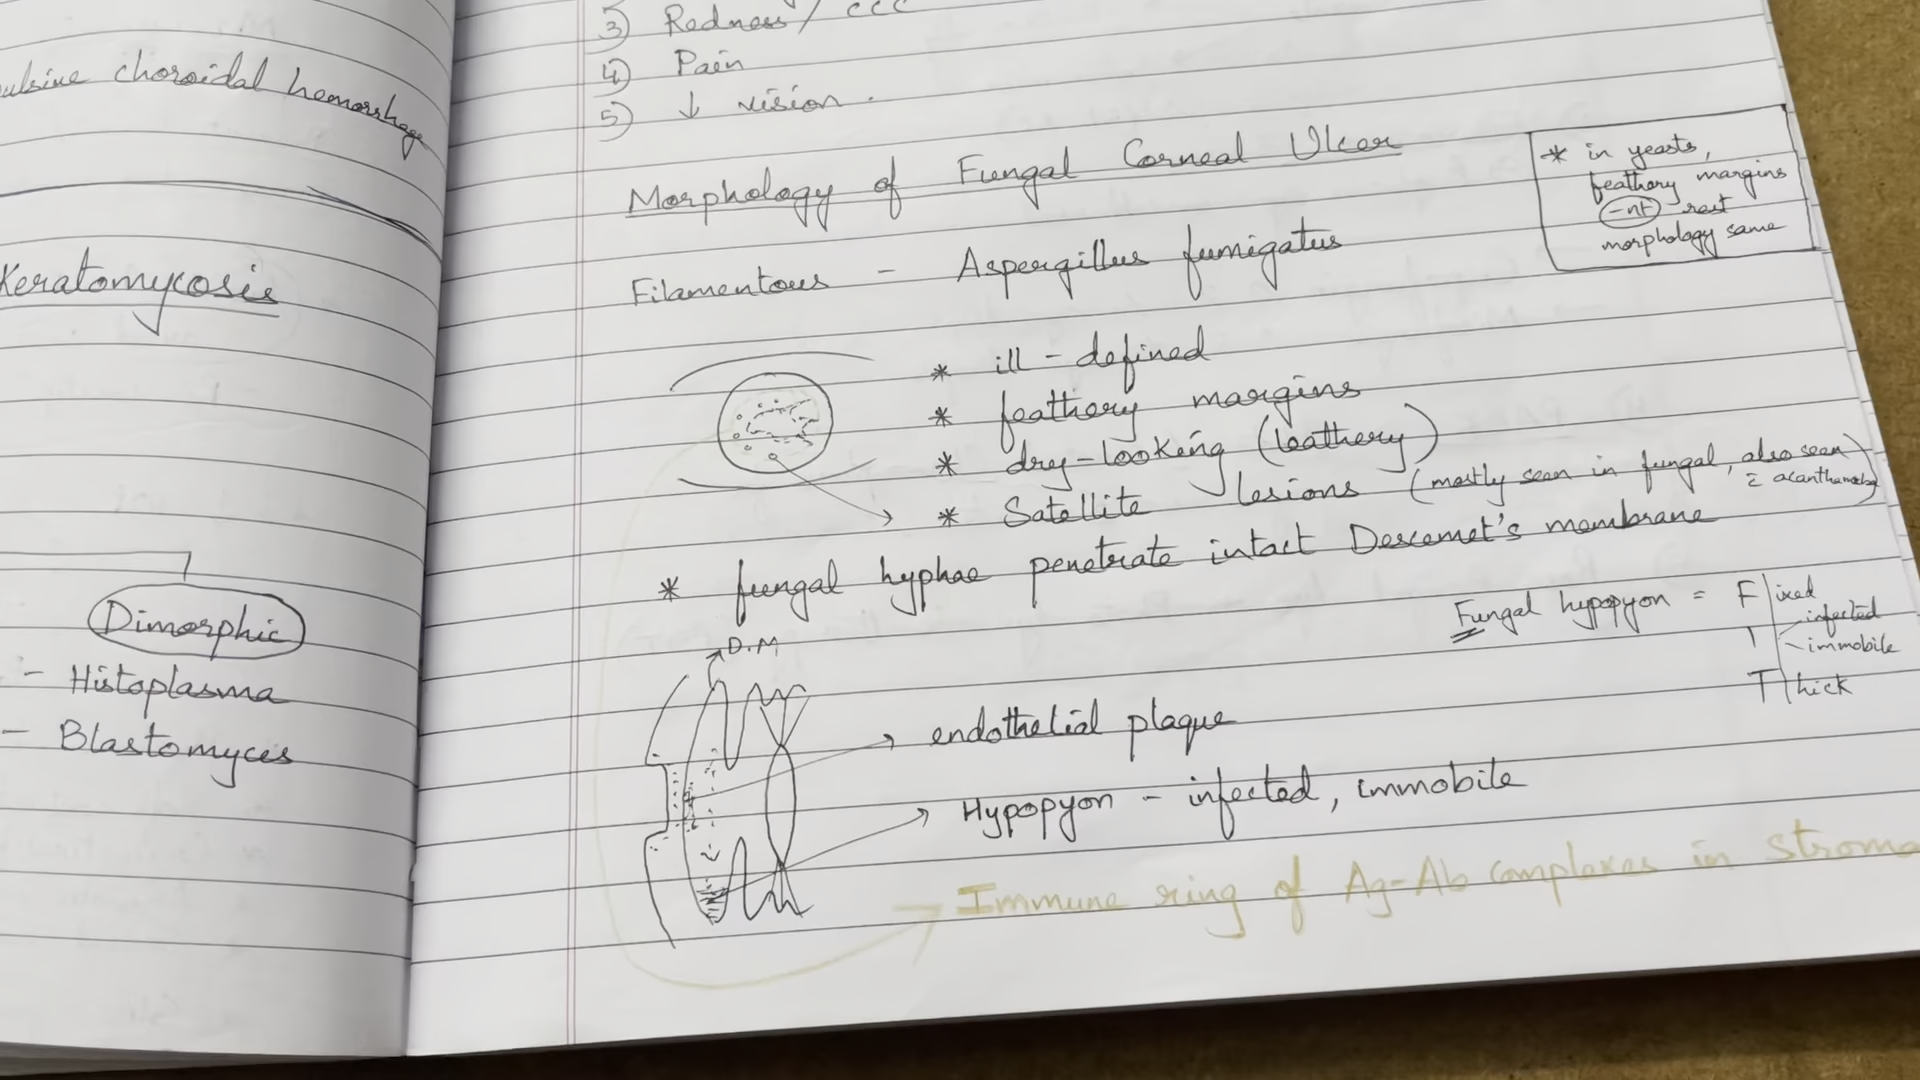 choroidal hemorrhage
Keratomycosis
Dimorphic
- Histoplasma
- Blastomyces
3) Redness / CCC
4) Pain
5) ↓ vision.
Morphology of Fungal Corneal Ulcer
* in yeasts,
feathery margins
-nt rest
morphology same
Filamentous - Aspergillus fumigatus
* ill-defined
* feathery margins
* dry-looking (leathery)
* Satellite lesions (mostly seen in fungal, also seen
* fungal hyphae penetrate intact Descemet's membrane
Fungal hypopyon = F ixed
I infected
immobile
T hick
D.M
endothelial plaque
Hypopyon - infected, immobile
Immune ring of Ag-Ab complexes in stroma